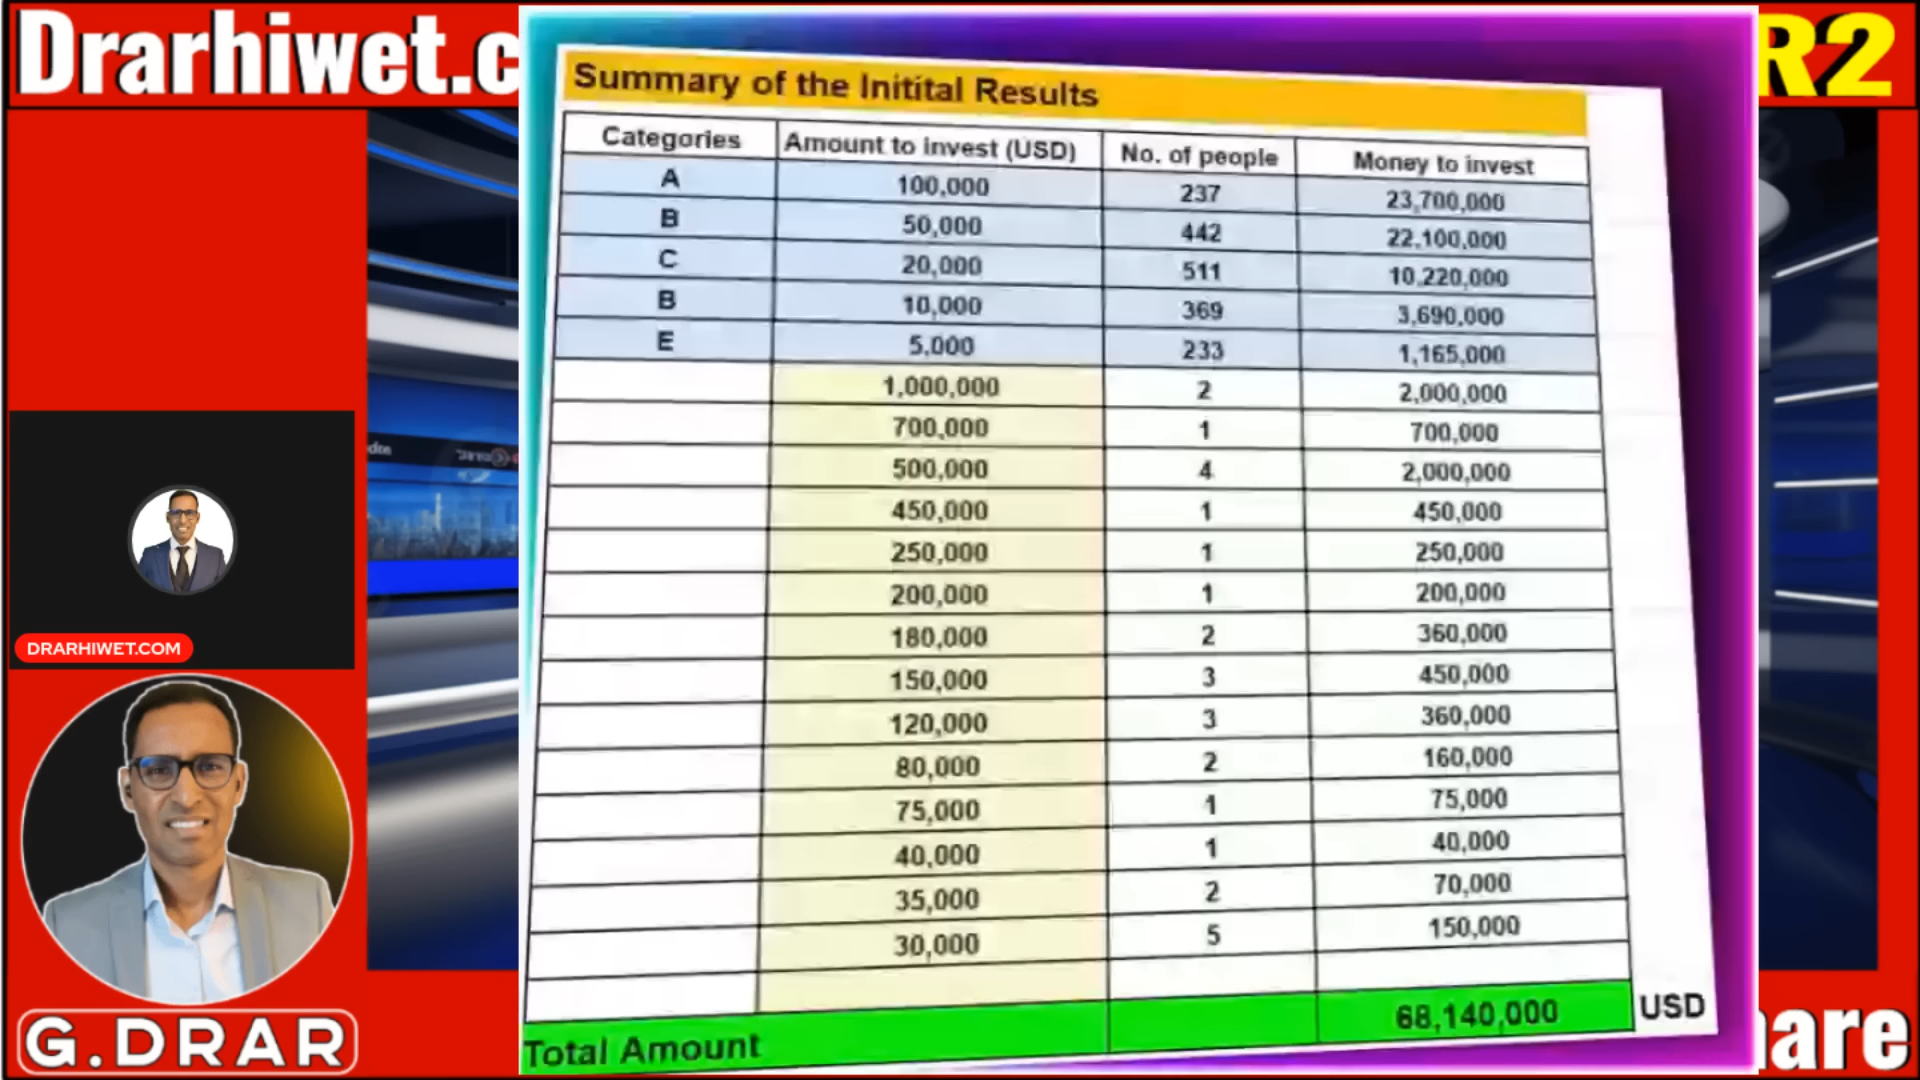 Drarhiwet.c
R2
Summary of the Initital Results
Categories Amount to invest (USD) No. of people Money to invest
A 100,000 237 23,700,000
B 50,000 442 22,100,000
C 20,000 511 10,220,000
B 10,000 369 3,690,000
E 5,000 233 1,165,000
1,000,000 2 2,000,000
700,000 1 700,000
500,000 4 2,000,000
450,000 1 450,000
250,000 1 250,000
200,000 1 200,000
180,000 2 360,000
150,000 3 450,000
120,000 3 360,000
80,000 2 160,000
75,000 1 75,000
40,000 1 40,000
35,000 2 70,000
30,000 5 150,000
Total Amount 68,140,000 USD
DRARHIWET.COM
G.DRAR
are